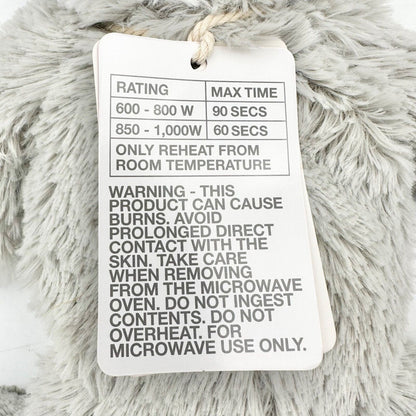 RATING MAX TIME
600 - 800 W 90 SECS
850 - 1,000W 60 SECS
ONLY REHEAT FROM
ROOM TEMPERATURE
WARNING - THIS
PRODUCT CAN CAUSE
BURNS. AVOID
PROLONGED DIRECT
CONTACT WITH THE
SKIN. TAKE CARE
WHEN REMOVING
FROM THE MICROWAVE
OVEN. DO NOT INGEST
CONTENTS. DO NOT
OVERHEAT. FOR
MICROWAVE USE ONLY.